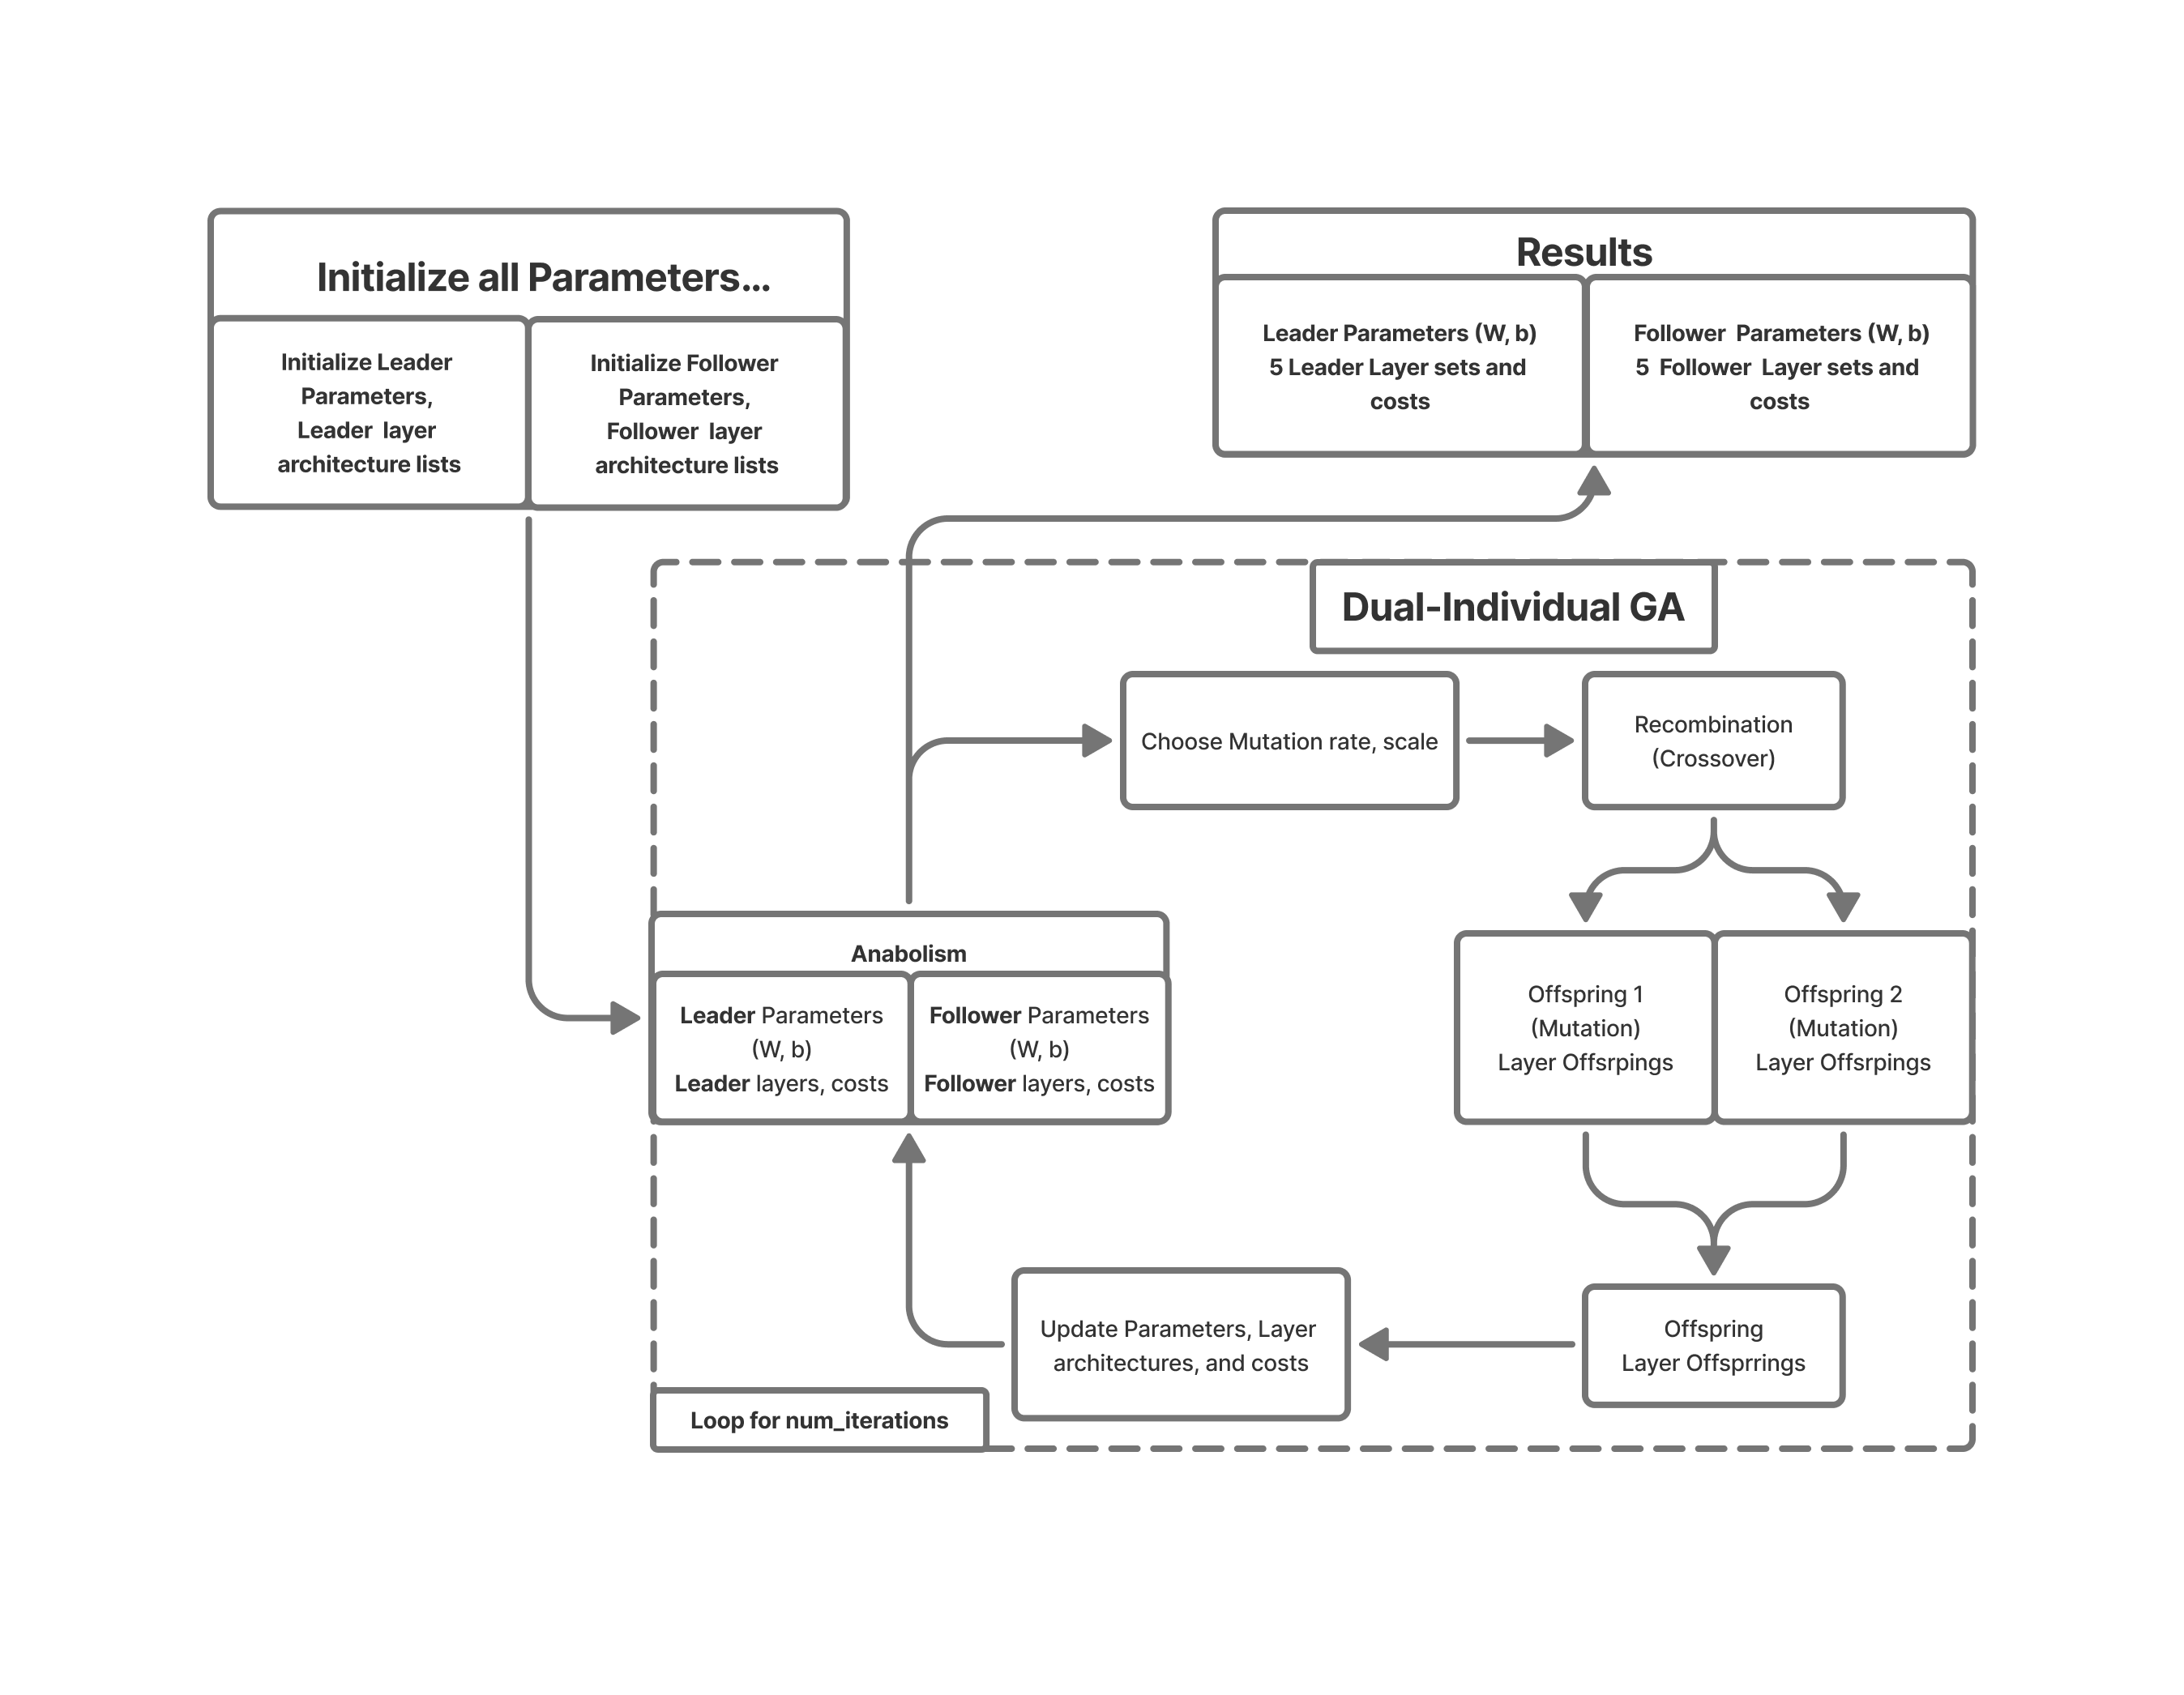 Initialize all Parameters...
Initialize Leader
Parameters,
Leader layer
architecture lists
Initialize Follower
Parameters,
Follower layer
architecture lists
Results
Leader Parameters (W, b)
5 Leader Layer sets and
costs
Follower Parameters (W, b)
5 Follower Layer sets and
costs
Dual-Individual GA
Choose Mutation rate, scale
Recombination
(Crossover)
Anabolism
Leader Parameters
(W, b)
Leader layers, costs
Follower Parameters
(W, b)
Follower layers, costs
Offspring 1
(Mutation)
Layer Offsrpings
Offspring 2
(Mutation)
Layer Offsrpings
Update Parameters, Layer
architectures, and costs
Offspring
Layer Offsprrings
Loop for num_iterations